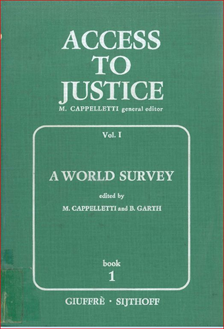 ACCESS
TO
JUSTICE
M. CAPPELLETTI general editor
Vol. I
A WORLD SURVEY
edited by
M. CAPPELLETTI and B. GARTH
book
1
GIUFFRÈ - SIJTHOFF